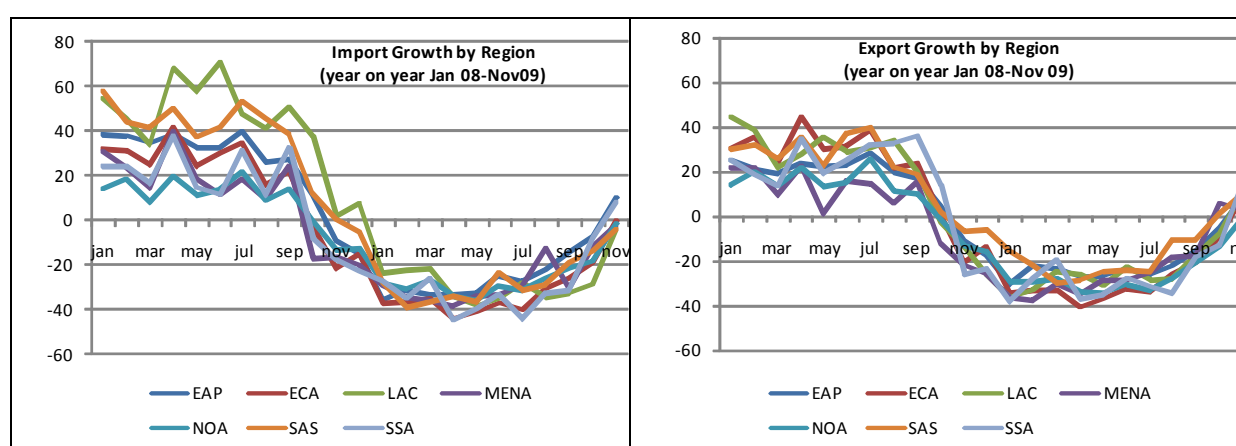 Import Growth by Region
(year on year Jan 08-Nov09)
80
60
40
20
0
-20
-40
-60
jan mar may jul sep nov jan mar may jul sep nov
EAP ECA LAC MENA
NOA SAS SSA
Export Growth by Region
(year on year Jan 08-Nov 09)
80
60
40
20
0
-20
-40
-60
jan mar may jul sep nov jan mar may jul sep nov
EAP ECA LAC MENA
NOA SAS SSA